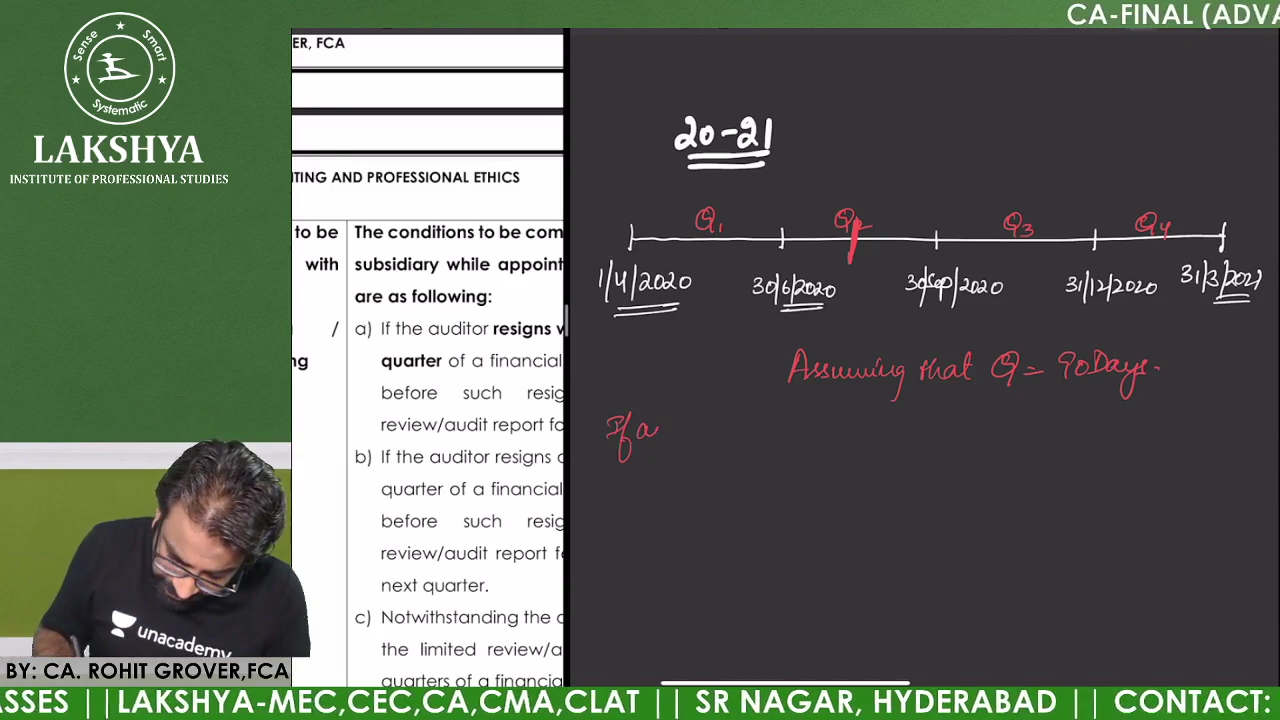 CA-FINAL (ADVA
Sense
Smart
Systematic
LAKSHYA
INSTITUTE OF PROFESSIONAL STUDIES
ER, FCA
TING AND PROFESSIONAL ETHICS
to be
with
/
ng
The conditions to be com
subsidiary while appoint
are as following:
a) If the auditor resigns w
quarter of a financial
before such resig
review/audit report fo
b) If the auditor resigns a
quarter of a financial
before such resig
review/audit report fo
next quarter.
c) Notwithstanding the a
the limited review/a
quarters of a financia
20-21
Q1 Q2 Q3 Q4
1/4/2020 30/6/2020 30/Sep/2020 31/12/2020 31/3/2021
Assuming that Q = 90 Days.
If a
unacademy
BY: CA. ROHIT GROVER,FCA
ASSES ||LAKSHYA-MEC,CEC,CA,CMA,CLAT || SR NAGAR, HYDERABAD || CONTACT: